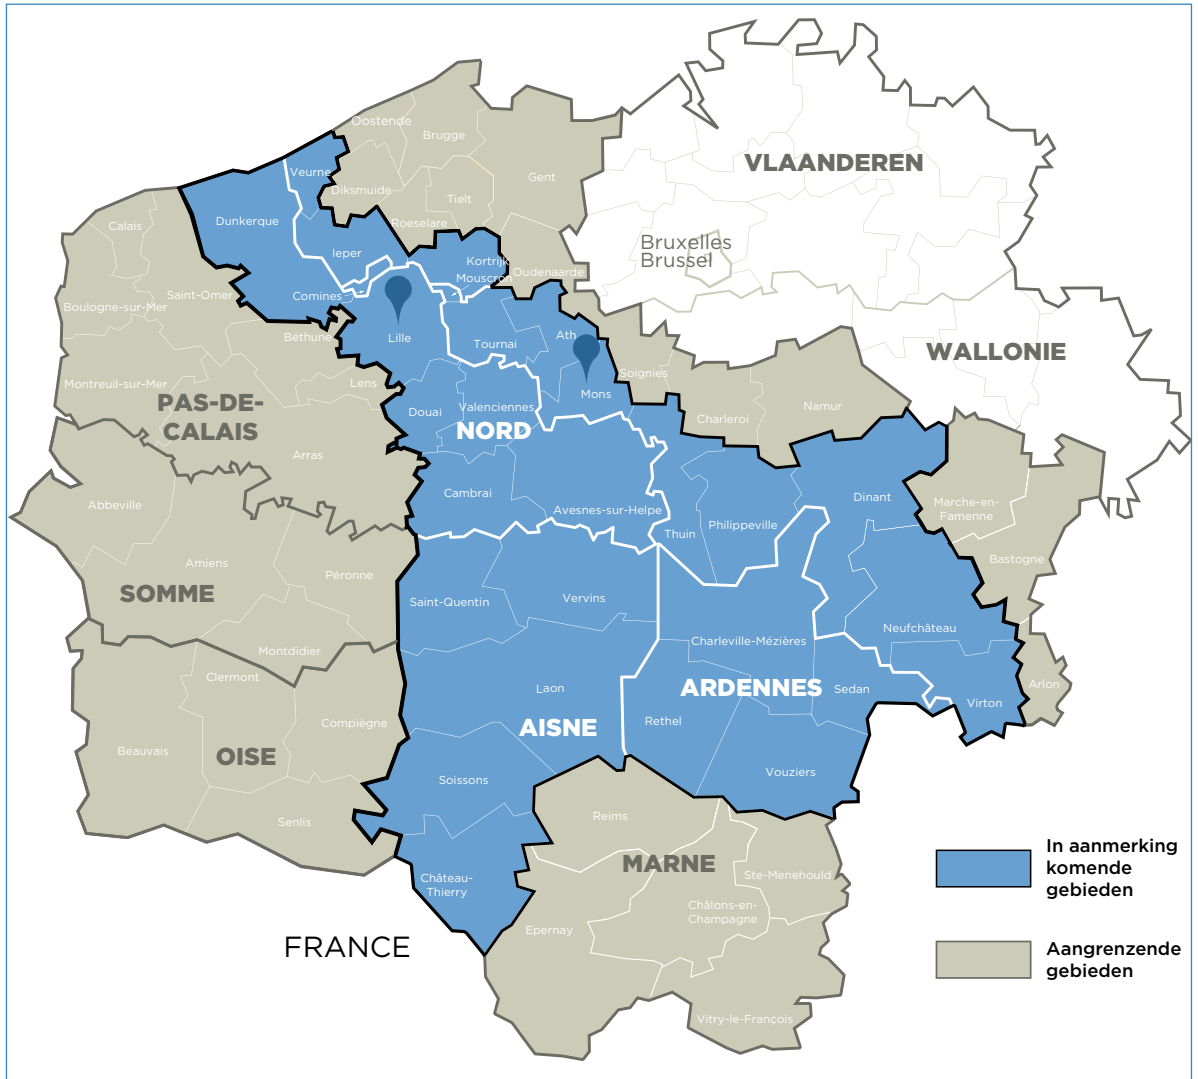 Oostende
Brugge
VLAANDEREN
Veurne
Diksmuide
Gent
Tielt
Calais
Dunkerque
Roeselare
Ieper
Bruxelles
Brussel
Kortrijk
Mouscron
Oudenaarde
Saint-Omer
Comines
Boulogne-sur-Mer
Béthune
Lille
Tournai
Ath
WALLONIE
Soignies
Montreuil-sur-Mer
Lens
Mons
PAS-DE-
CALAIS
Douai
Valenciennes
NORD
Charleroi
Namur
Arras
Abbeville
Cambrai
Avesnes-sur-Helpe
Thuin
Philippeville
Dinant
Marche-en-
Famenne
Amiens
Péronne
Bastogne
SOMME
Saint-Quentin
Vervins
Neufchâteau
Montdidier
Charleville-Mézières
Clermont
Laon
ARDENNES
Sedan
Arlon
Compiègne
AISNE
Rethel
Virton
Beauvais
OISE
Soissons
Vouziers
Senlis
Reims
MARNE
Château-
Thierry
Ste-Menehould
Châlons-en-
Champagne
Epernay
FRANCE
Vitry-le-François
In aanmerking
komende
gebieden
Aangrenzende
gebieden